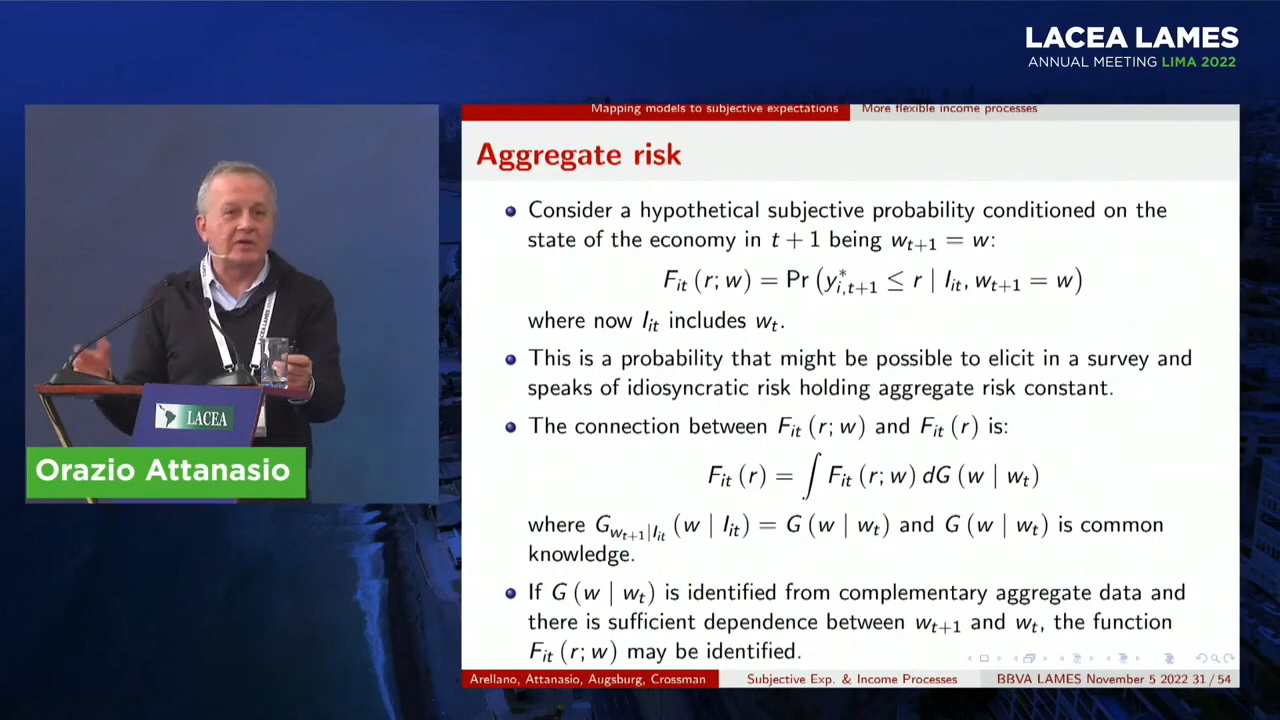 LACEA LAMES
ANNUAL MEETING LIMA 2022
Mapping models to subjective expectations
More flexible income processes
Aggregate risk
Consider a hypothetical subjective probability conditioned on the
state of the economy in t + 1 being w_{t+1} = w:
F_{it} (r; w) = Pr (y*_{i,t+1} ≤ r | I_{it}, w_{t+1} = w)
where now I_{it} includes w_t.
This is a probability that might be possible to elicit in a survey and
speaks of idiosyncratic risk holding aggregate risk constant.
The connection between F_{it} (r; w) and F_{it} (r) is:
F_{it} (r) = ∫ F_{it} (r; w) dG (w | w_t)
where G_{w_{t+1}|I_{it}} (w | I_{it}) = G (w | w_t) and G (w | w_t) is common
knowledge.
If G (w | w_t) is identified from complementary aggregate data and
there is sufficient dependence between w_{t+1} and w_t, the function
F_{it} (r; w) may be identified.
Arellano, Attanasio, Augsburg, Crossman
Subjective Exp. & Income Processes
BBVA LAMES November 5 2022 31 / 54
LACEA LAMES
LACEA
Orazio Attanasio